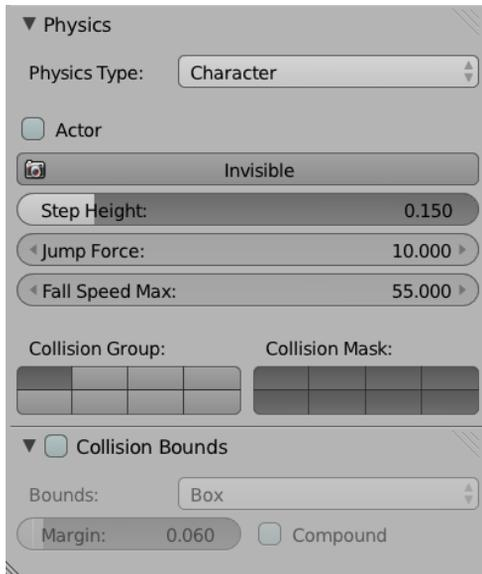 Physics
Physics Type: Character
Actor
Invisible
Step Height: 0.150
Jump Force: 10.000
Fall Speed Max: 55.000
Collision Group: Collision Mask:
Collision Bounds
Bounds: Box
Margin: 0.060 Compound